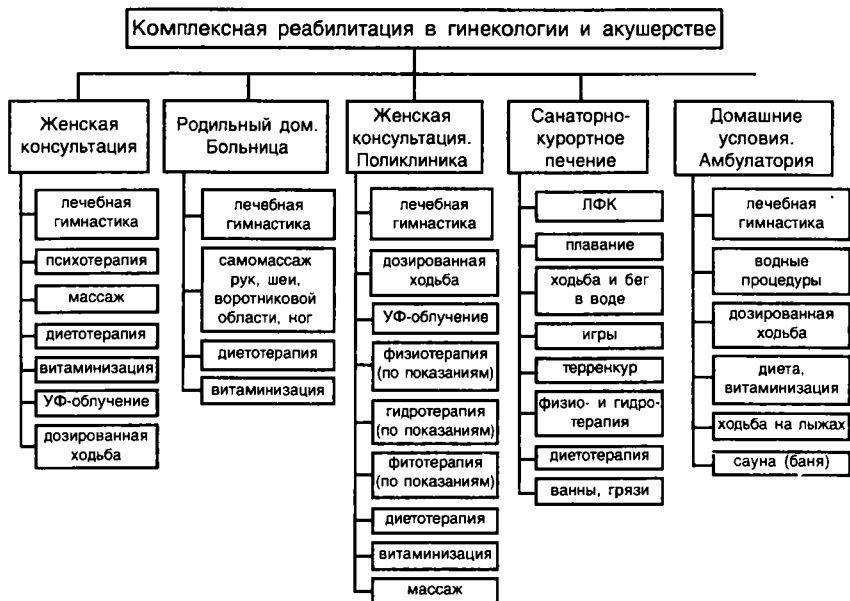 Комплексная реабилитация в гинекологии и акушерстве
Женская
консультация
лечебная
гимнастика
психотерапия
массаж
диетотерапия
витаминизация
УФ-облучение
дозированная
ходьба
Родильный дом.
Больница
лечебная
гимнастика
самомассаж
рук, шеи,
воротниковой
области, ног
диетотерапия
витаминизация
Женская
консультация.
Поликлиника
лечебная
гимнастика
дозированная
ходьба
УФ-облучение
физиотерапия
(по показаниям)
гидротерапия
(по показаниям)
фитотерапия
(по показаниям)
диетотерапия
витаминизация
массаж
Санаторно-
курортное
печение
ЛФК
плавание
ходьба и бег
в воде
игры
терренкур
физио- и гидро-
терапия
диетотерапия
ванны, грязи
Домашние
условия.
Амбулатория
лечебная
гимнастика
водные
процедуры
дозированная
ходьба
диета,
витаминизация
ходьба на лыжах
сауна (баня)